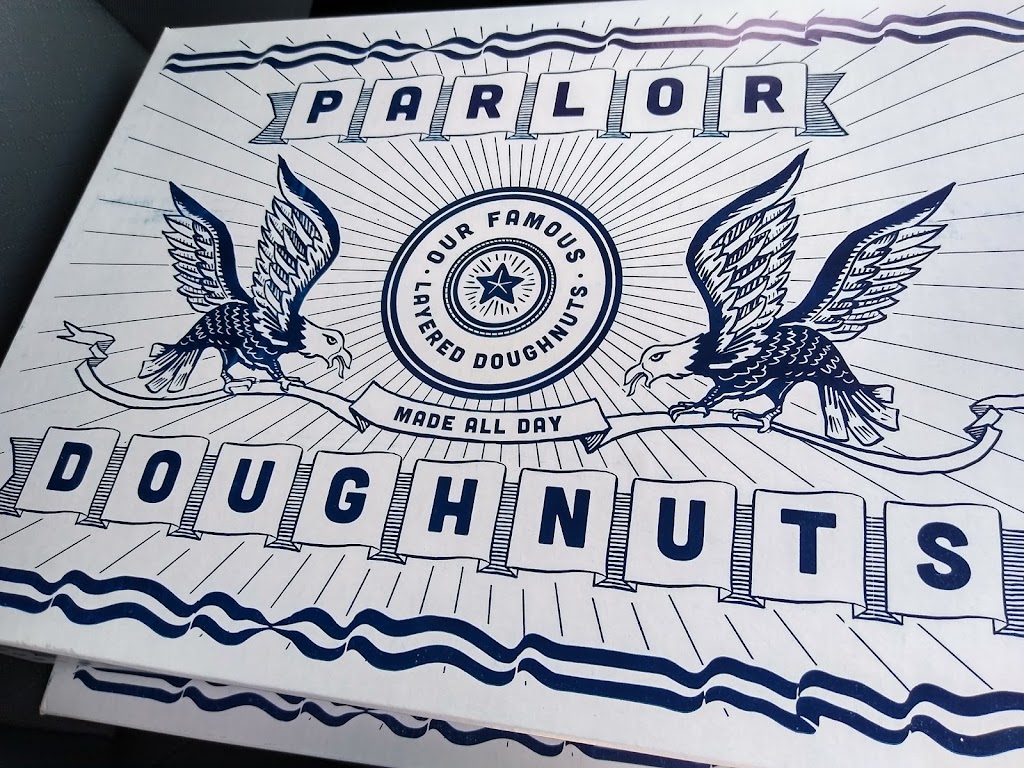 PARLOR
· OUR FAMOUS ·
LAYERED DOUGHNUTS
MADE ALL DAY
DOUGHNUTS